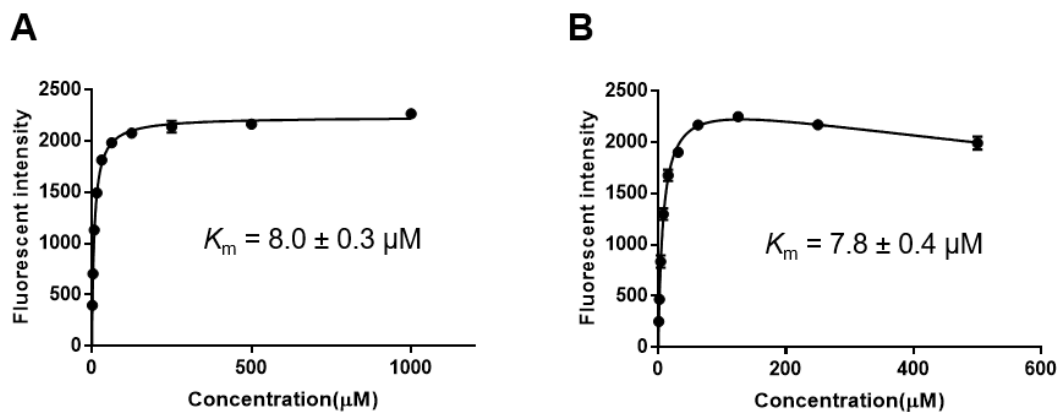 A
Fluorescent intensity
2500
2000
1500
1000
500
0
0
500
1000
Concentration(μM)
Km = 8.0 ± 0.3 μM
B
Fluorescent intensity
2500
2000
1500
1000
500
0
0
200
400
600
Concentration(μM)
Km = 7.8 ± 0.4 μM